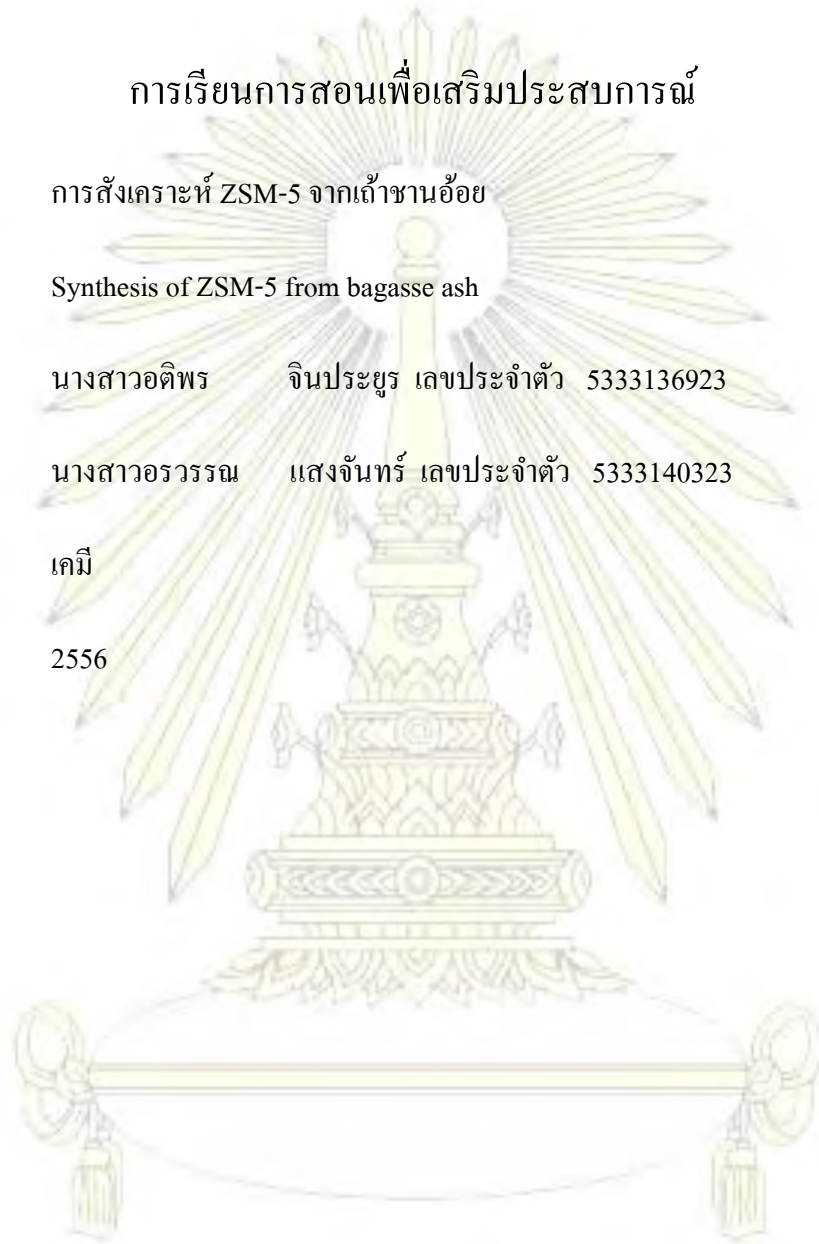 การเรียนการสอนเพื่อเสริมประสบการณ์
การสังเคราะห์ ZSM-5 จากเถ้าชานอ้อย
Synthesis of ZSM-5 from bagasse ash
นางสาวอติพร จินประยูร เลขประจำตัว 5333136923
นางสาวอรวรรณ แสงจันทร์ เลขประจำตัว 5333140323
เคมี
2556